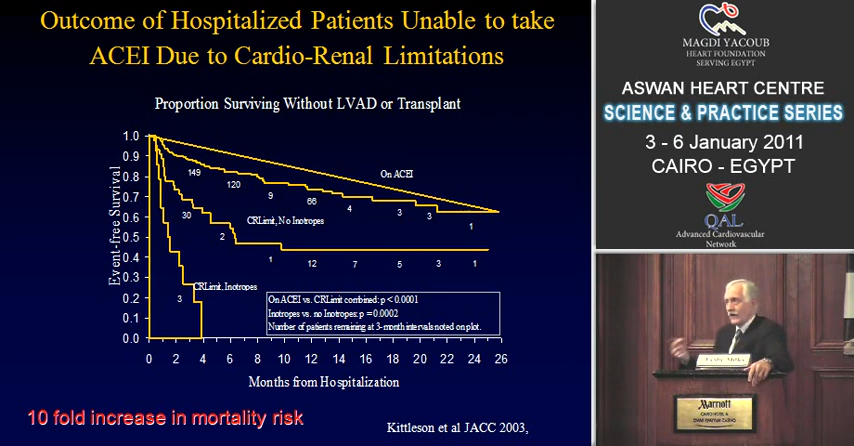 Outcome of Hospitalized Patients Unable to take
ACEI Due to Cardio-Renal Limitations
Proportion Surviving Without LVAD or Transplant
Event-free Survival
1.0
0.9
0.8
0.7
0.6
0.5
0.4
0.3
0.2
0.1
0.0
On ACEI
149
120
9
66
4
3
3
1
CRLimit, No Inotropes
30
2
1
12
7
5
3
1
CRLimit, Inotropes
3
On ACEI vs. CRLimit combined: p < 0.0001
Inotropes vs. no Inotropes: p = 0.0002
Number of patients remaining at 3-month intervals noted on plot.
0 2 4 6 8 10 12 14 16 18 20 22 24 26
Months from Hospitalization
10 fold increase in mortality risk
Kittleson et al JACC 2003,
MAGDI YACOUB
HEART FOUNDATION
SERVING EGYPT
ASWAN HEART CENTRE
SCIENCE & PRACTICE SERIES
3 - 6 January 2011
CAIRO - EGYPT
QAL
Advanced Cardiovascular
Network
Marriott